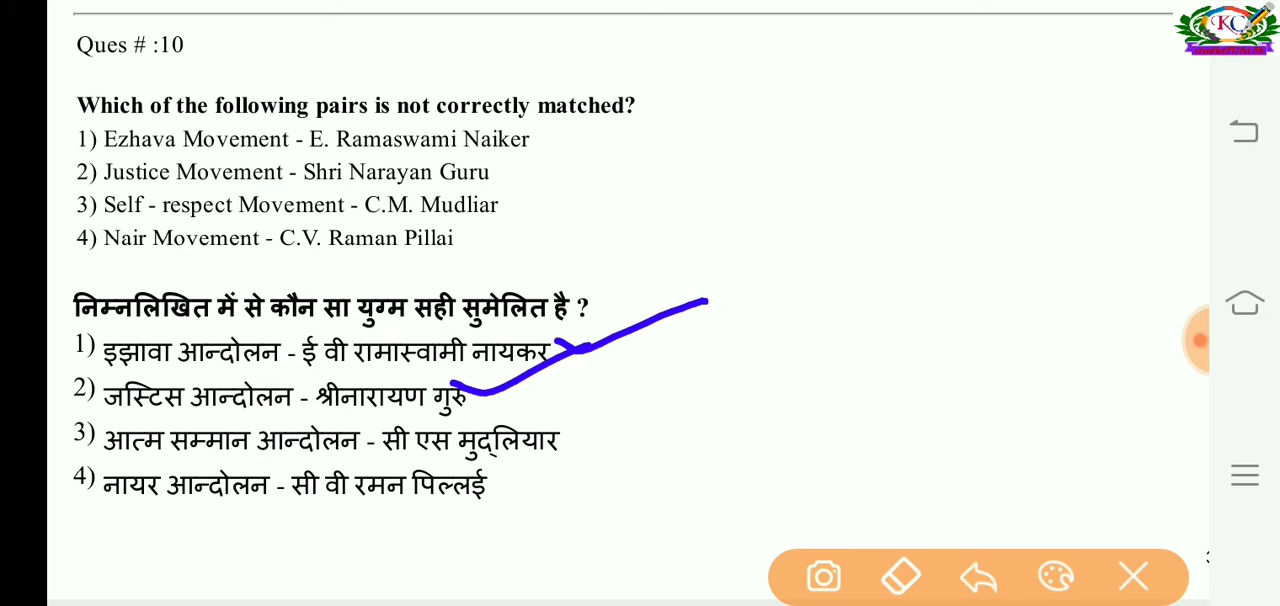 KC
Ques # :10
Which of the following pairs is not correctly matched?
1) Ezhava Movement - E. Ramaswami Naiker
2) Justice Movement - Shri Narayan Guru
3) Self - respect Movement - C.M. Mudliar
4) Nair Movement - C.V. Raman Pillai
निम्नलिखित में से कौन सा युग्म सही सुमेलित है ?
1) इझावा आन्दोलन - ई वी रामास्वामी नायकर
2) जस्टिस आन्दोलन - श्रीनारायण गुरु
3) आत्म सम्मान आन्दोलन - सी एस मुद्लियार
4) नायर आन्दोलन - सी वी रमन पिल्लई